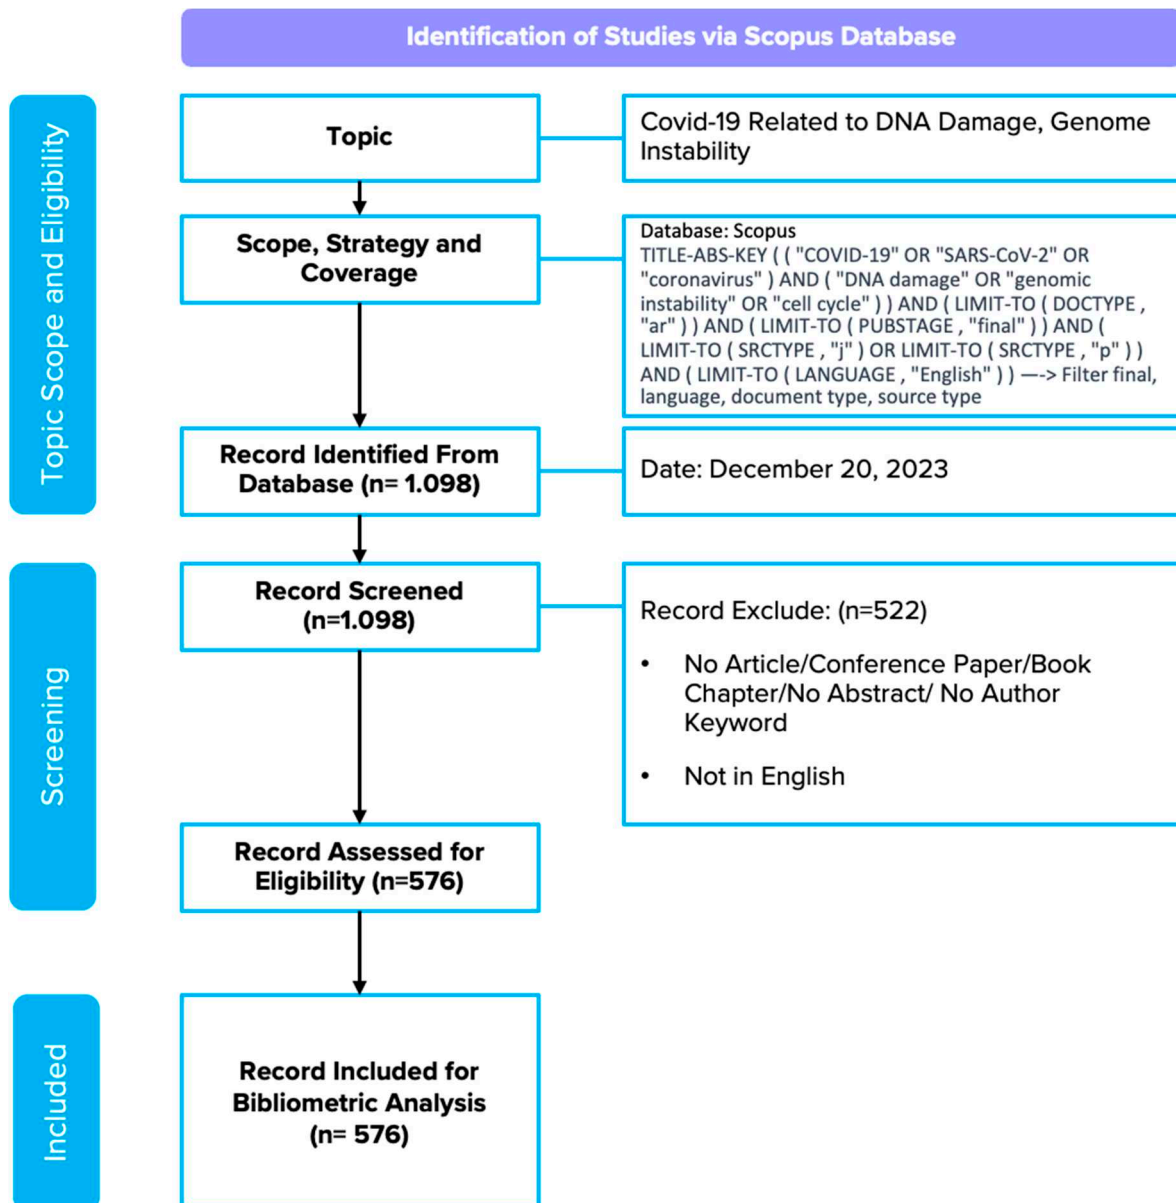 Identification of Studies via Scopus Database
Topic Scope and Eligibility
Topic
Covid-19 Related to DNA Damage, Genome
Instability
Scope, Strategy and
Coverage
Database: Scopus
TITLE-ABS-KEY ( ( "COVID-19" OR "SARS-CoV-2" OR
"coronavirus" ) AND ( "DNA damage" OR "genomic
instability" OR "cell cycle" ) ) AND ( LIMIT-TO ( DOCTYPE ,
"ar" ) ) AND ( LIMIT-TO ( PUBSTAGE , "final" ) ) AND (
LIMIT-TO ( SRCTYPE , "j" ) OR LIMIT-TO ( SRCTYPE , "p" ) )
AND ( LIMIT-TO ( LANGUAGE , "English" ) ) —-> Filter final,
language, document type, source type
Record Identified From
Database (n= 1.098)
Date: December 20, 2023
Screening
Record Screened
(n=1.098)
Record Exclude: (n=522)
• No Article/Conference Paper/Book
Chapter/No Abstract/ No Author
Keyword
• Not in English
Record Assessed for
Eligibility (n=576)
Included
Record Included for
Bibliometric Analysis
(n= 576)